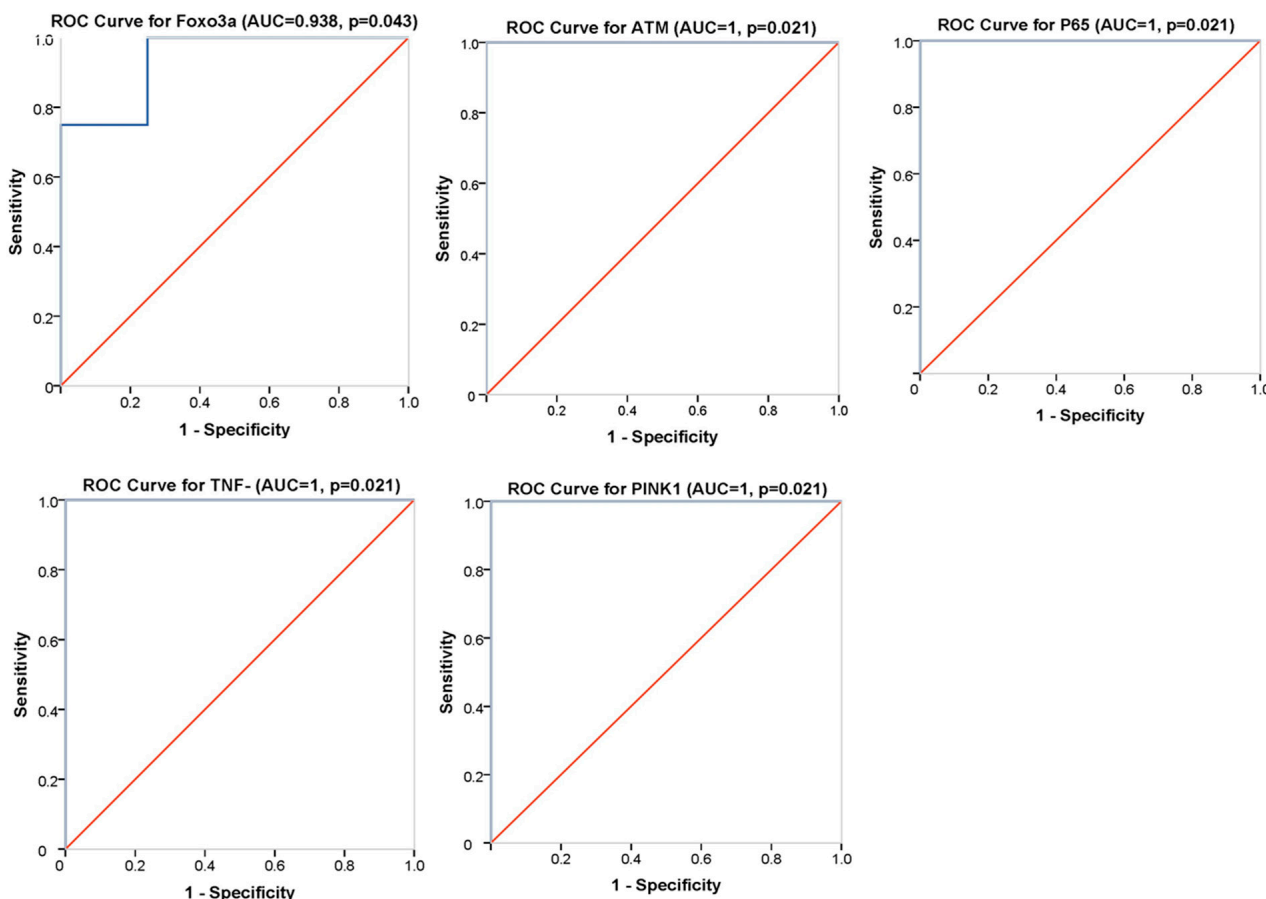 ROC Curve for Foxo3a (AUC=0.938, p=0.043)
1.0
0.8
0.6
0.4
0.2
0
Sensitivity
0.2 0.4 0.6 0.8 1.0
1 - Specificity
ROC Curve for ATM (AUC=1, p=0.021)
1.0
0.8
0.6
0.4
0.2
0
Sensitivity
0.2 0.4 0.6 0.8 1.0
1 - Specificity
ROC Curve for P65 (AUC=1, p=0.021)
1.0
0.8
0.6
0.4
0.2
Sensitivity
0 0.2 0.4 0.6 0.8 1.0
1 - Specificity
ROC Curve for TNF- (AUC=1, p=0.021)
1.0
0.8
0.6
0.4
0.2
0
Sensitivity
0 0.2 0.4 0.6 0.8 1.0
1 - Specificity
ROC Curve for PINK1 (AUC=1, p=0.021)
1.0
0.8
0.6
0.4
0.2
0
Sensitivity
0.2 0.4 0.6 0.8 1.0
1 - Specificity